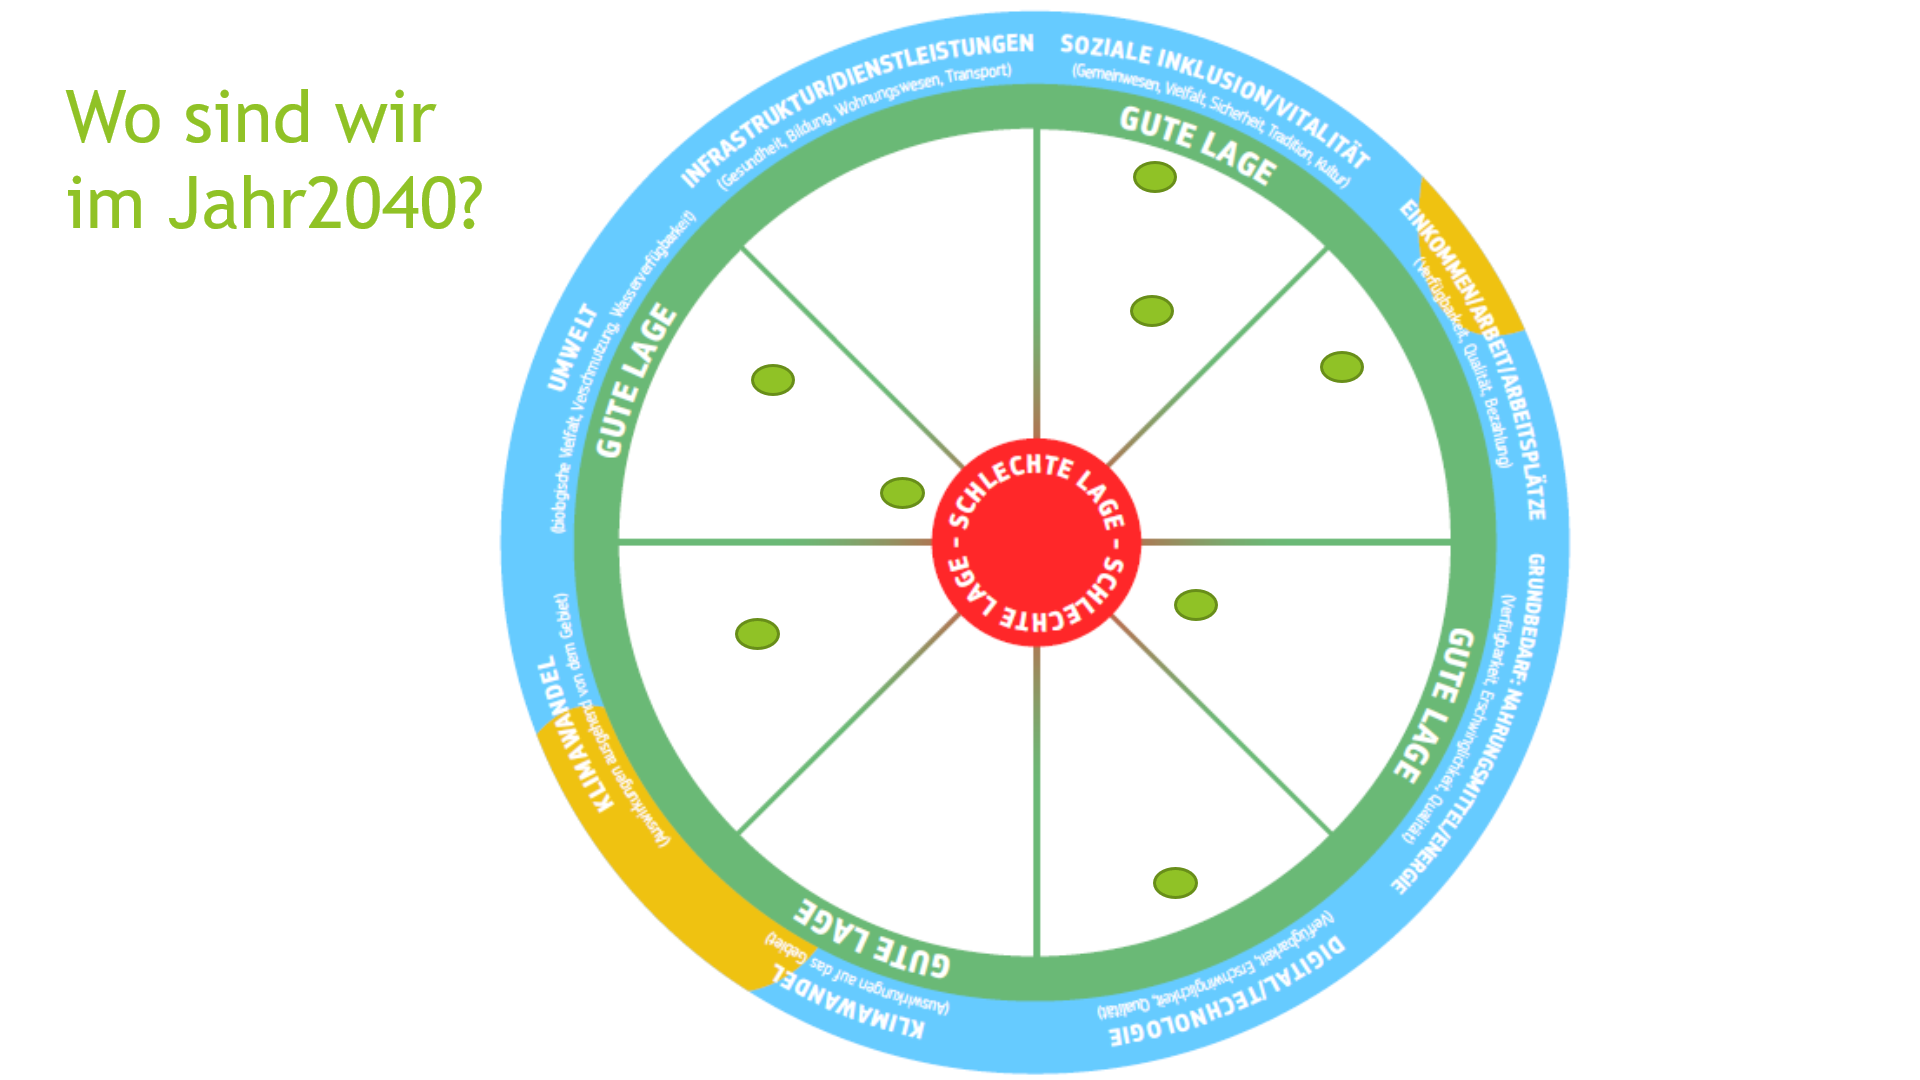 Wo sind wir
im Jahr2040?
INFRASTRUKTUR/DIENSTLEISTUNGEN
(Gesundheit, Bildung, Wohnungswesen, Transport)
SOZIALE INKLUSION/VITALITÄT
(Gemeinwesen, Vielfalt, Sicherheit, Tradition, Kultur)
GUTE LAGE
EINKOMMEN/ARBEIT/ARBEITSPLÄTZE
(Verfügbarkeit, Qualität, Bezahlung)
GRUNDBEDARF: NAHRUNGSMITTEL/ENERGIE
(Verfügbarkeit, Erschwinglichkeit, Qualität)
GUTE LAGE
DIGITAL/TECH/TECHNOLOGIE
(Verfügbarkeit, Erschwinglichkeit, Qualität)
KLIMAWANDEL
(Auswirkungen auf das Gebiet)
GUTE LAGE
KLIMAWANDEL
(Auswirkungen ausgehend von dem Gebiet)
UMWELT
(biologische Vielfalt, Verschmutzung, Wasserverfügbarkeit)
GUTE LAGE
SCHLECHTE LAGE - SCHLECHTE LAGE -